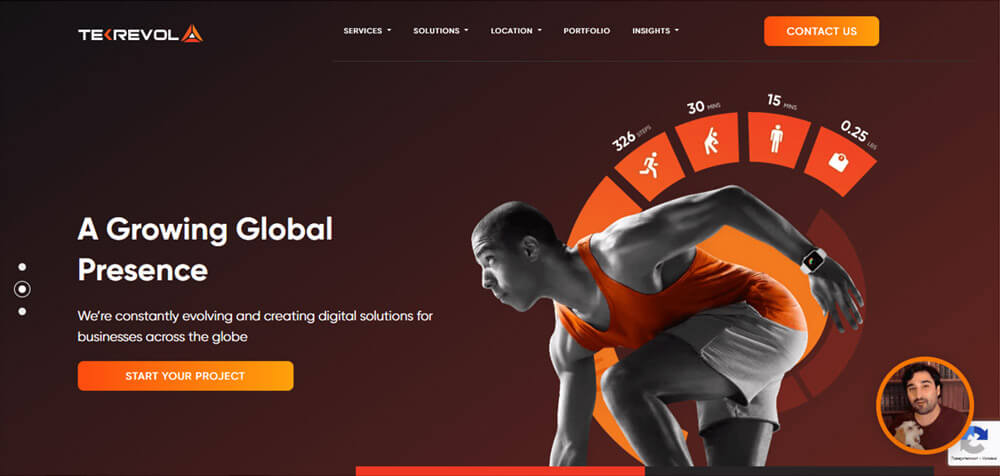 TEKREVOL
SERVICES
SOLUTIONS
LOCATION
PORTFOLIO
INSIGHTS
CONTACT US
326 STEPS
30 MINS
15 MINS
0.25 LBS
A Growing Global
Presence
We're constantly evolving and creating digital solutions for
businesses across the globe
START YOUR PROJECT